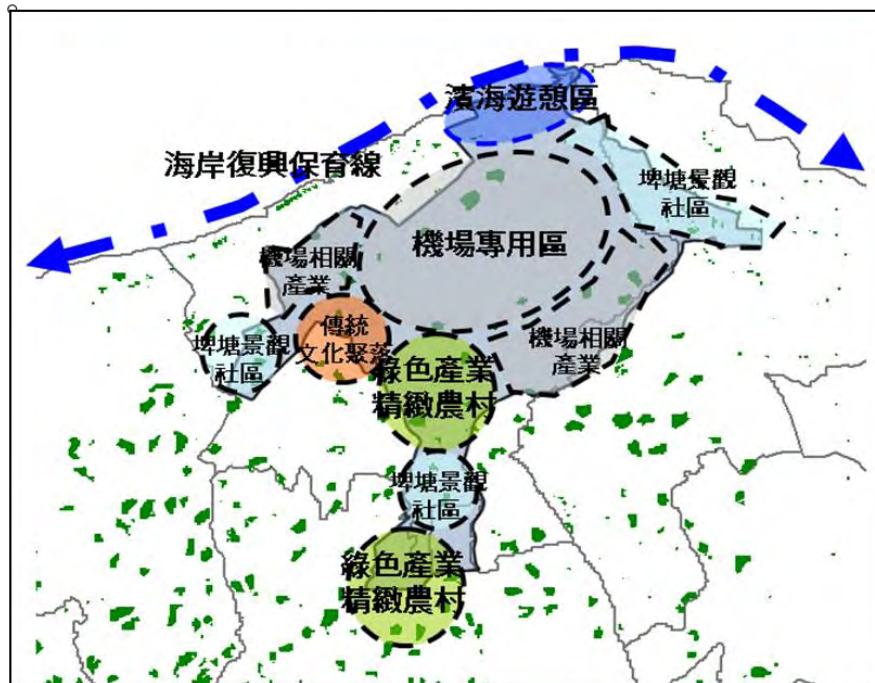 濱海遊憩區
海岸復興保育線
埤塘景觀
社區
機場專用區
機場相關
產業
傳統
文化聚落
埤塘景觀
社區
機場相關
產業
綠色產業
精緻農村
埤塘景觀
社區
綠色產業
精緻農村